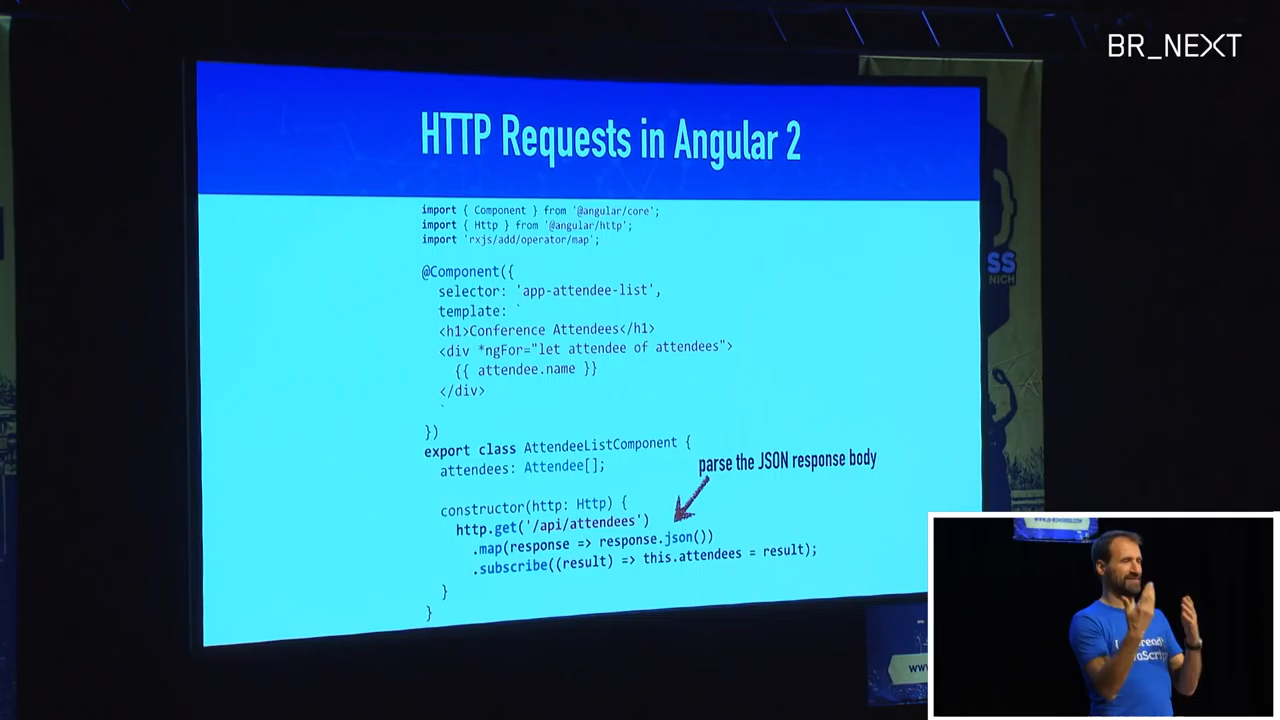 BR_NEXT
HTTP Requests in Angular 2
import { Component } from '@angular/core';
import { Http } from '@angular/http';
import 'rxjs/add/operator/map';
@Component({
selector: 'app-attendee-list',
template: `
<h1>Conference Attendees</h1>
<div *ngFor="let attendee of attendees">
{{ attendee.name }}
</div>
`
})
export class AttendeeListComponent {
attendees: Attendee[];
parse the JSON response body
constructor(http: Http) {
http.get('/api/attendees')
.map(response => response.json())
.subscribe((result) => this.attendees = result);
}
}
SS
NICH